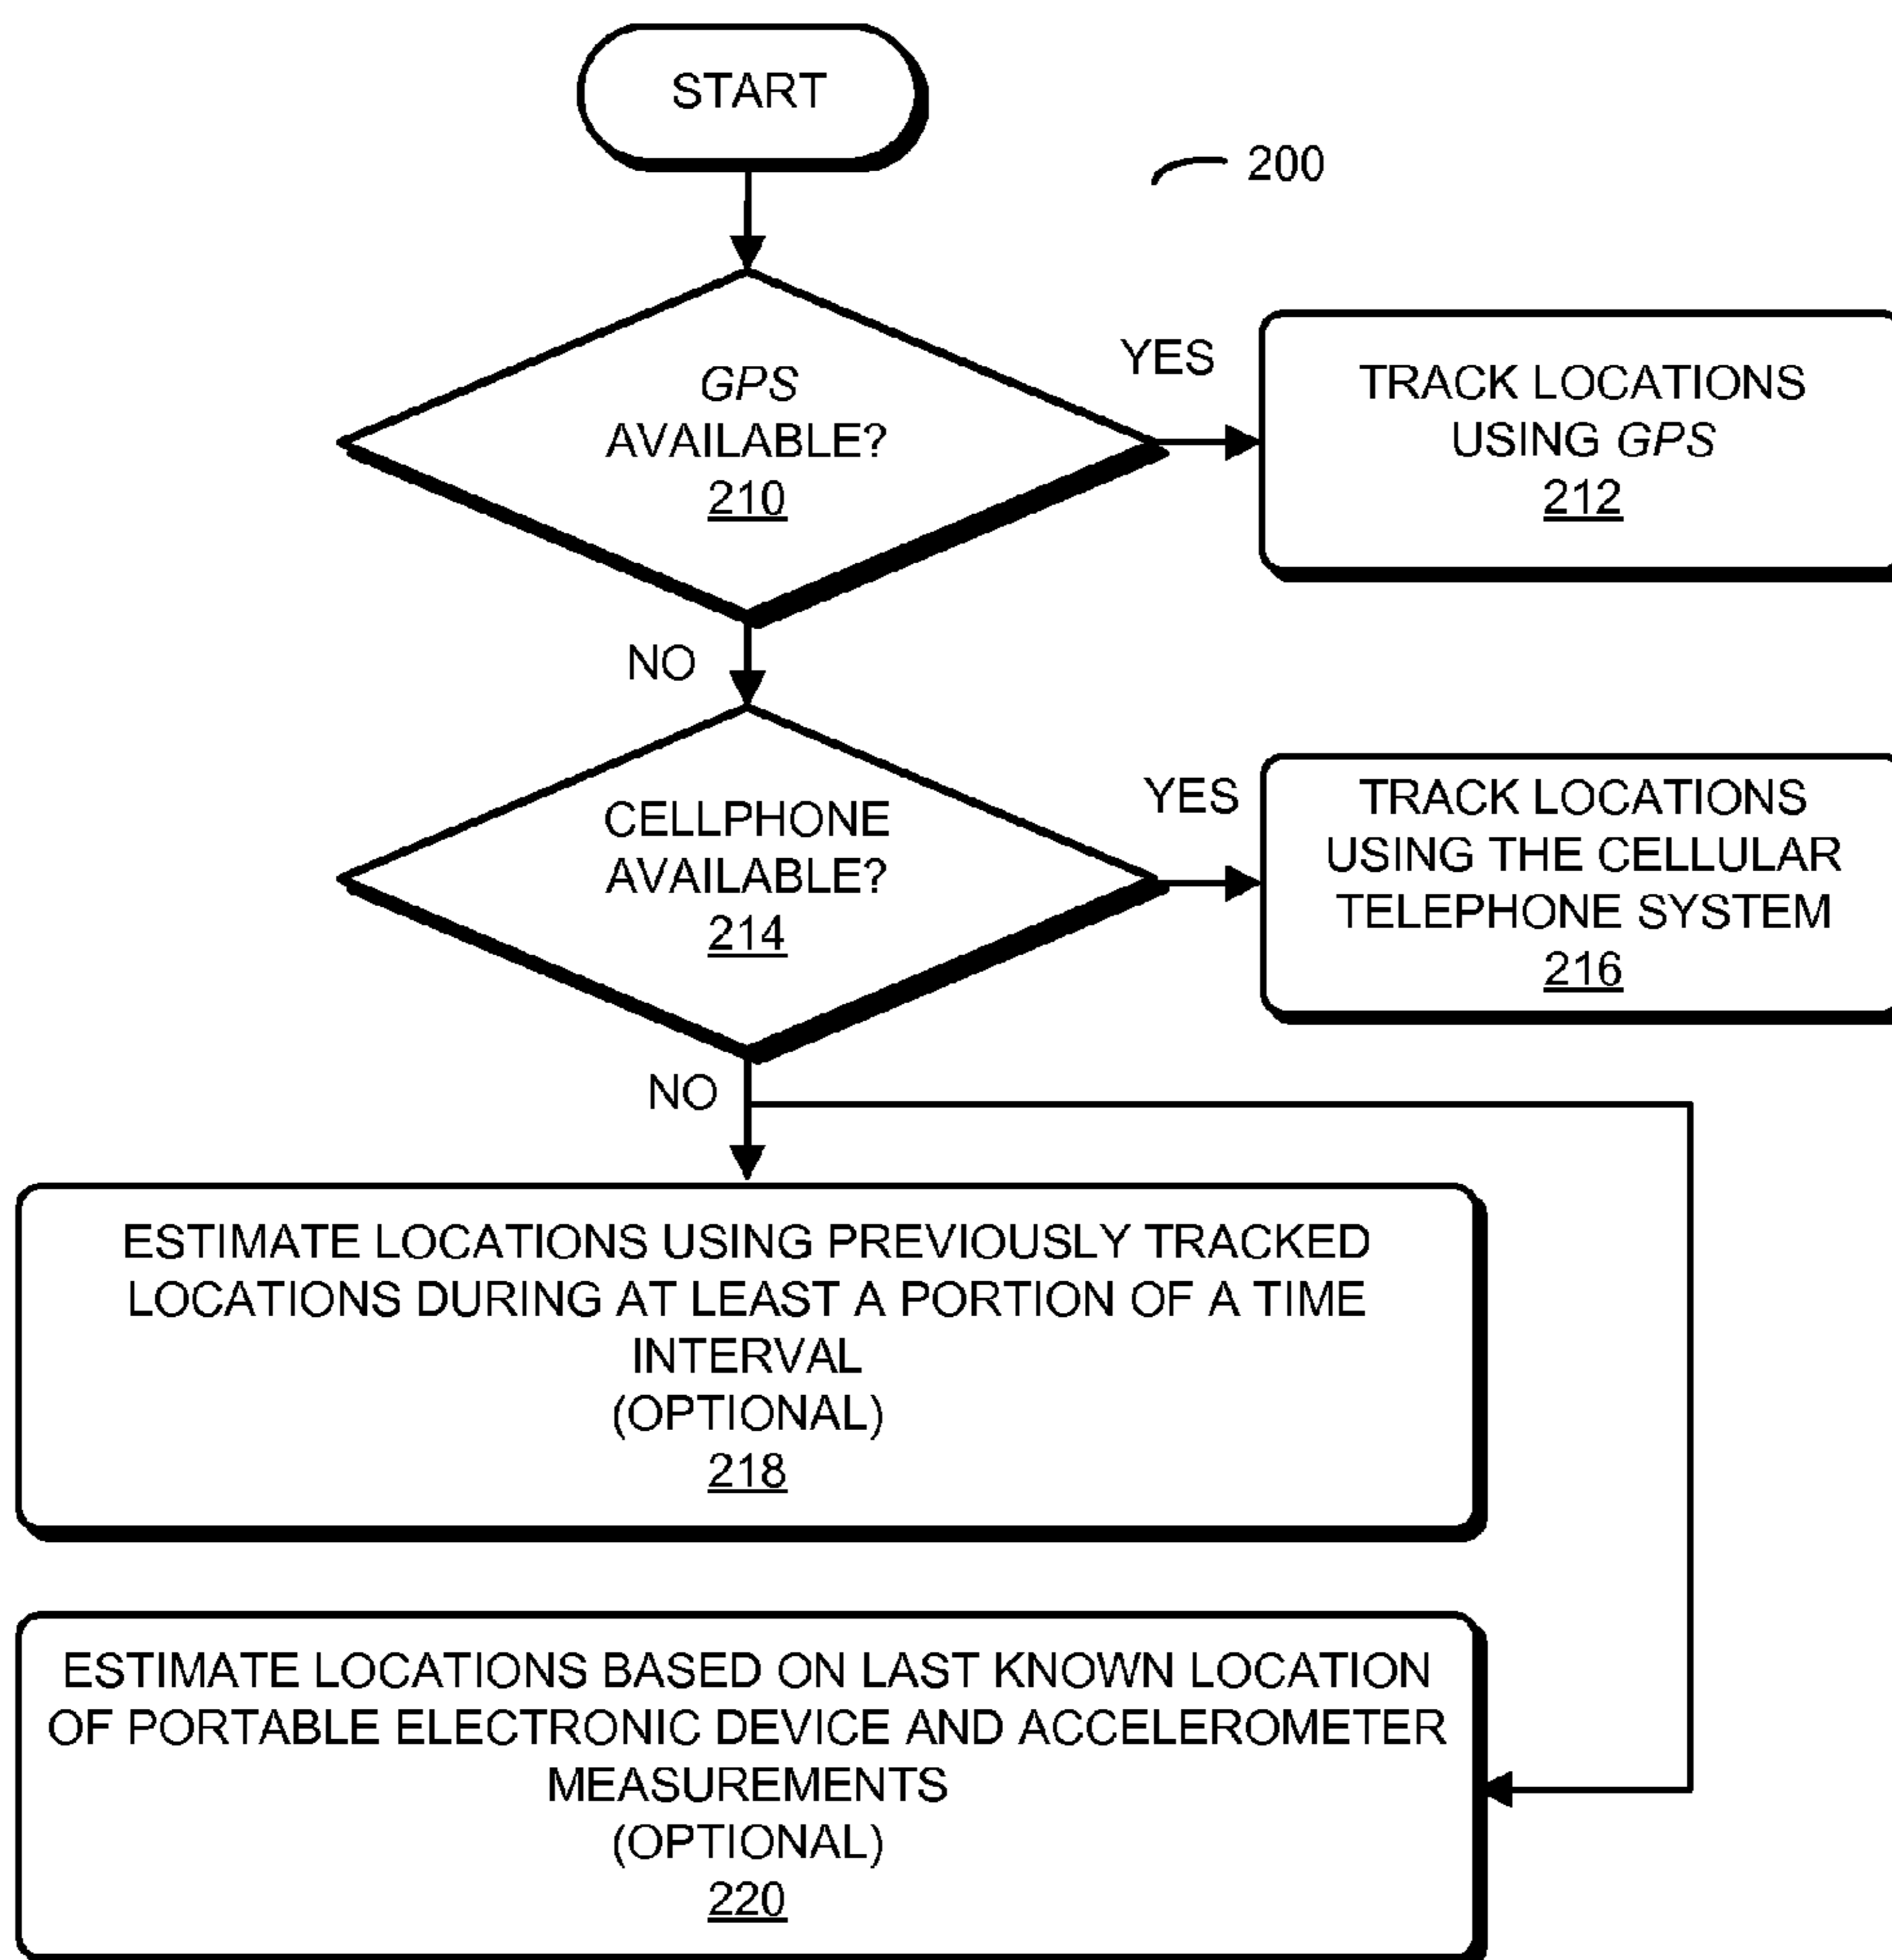 START
200
GPS
AVAILABLE?
210
YES
TRACK LOCATIONS
USING GPS
212
NO
CELLPHONE
AVAILABLE?
214
YES
TRACK LOCATIONS
USING THE CELLULAR
TELEPHONE SYSTEM
216
NO
ESTIMATE LOCATIONS USING PREVIOUSLY TRACKED
LOCATIONS DURING AT LEAST A PORTION OF A TIME
INTERVAL
(OPTIONAL)
218
ESTIMATE LOCATIONS BASED ON LAST KNOWN LOCATION
OF PORTABLE ELECTRONIC DEVICE AND ACCELEROMETER
MEASUREMENTS
(OPTIONAL)
220